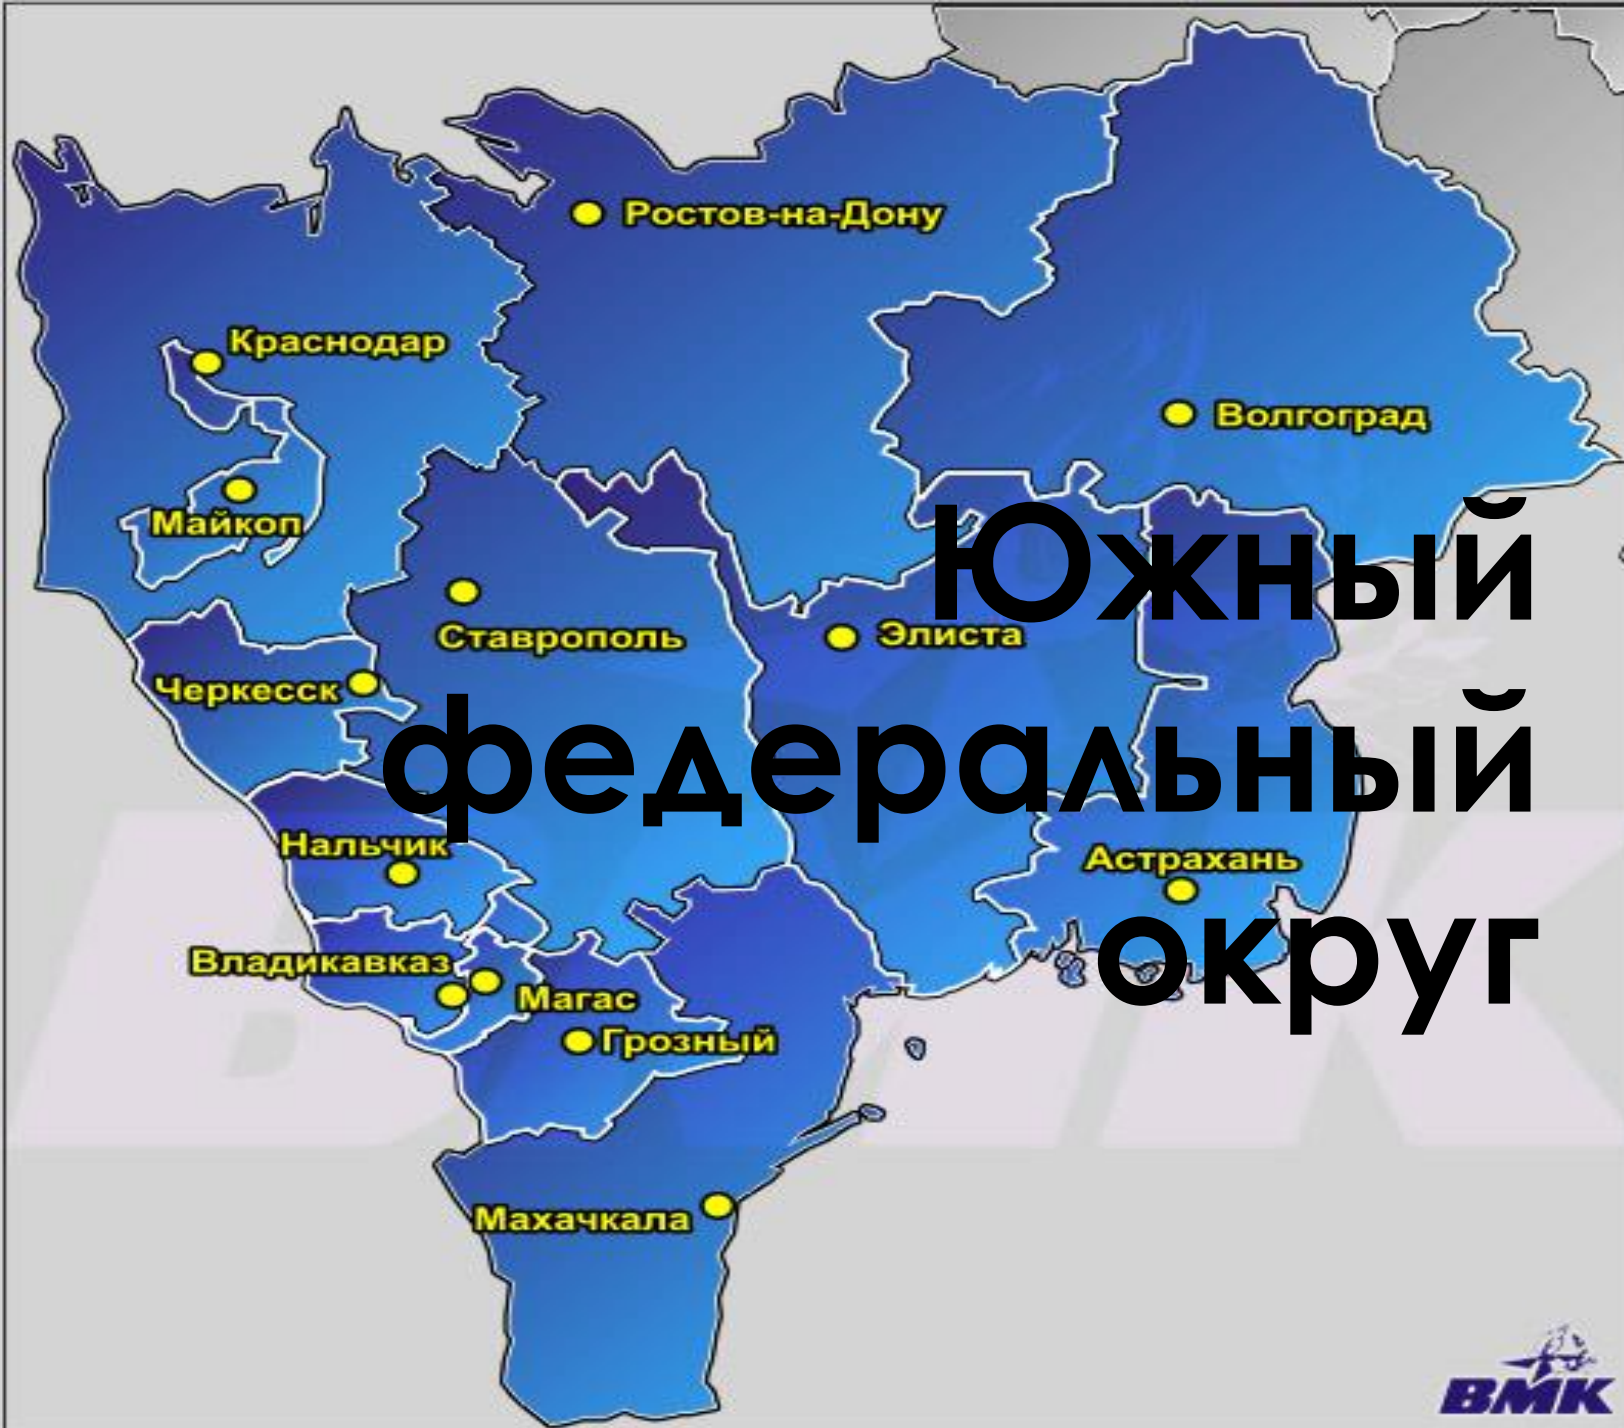 Ростов-на-Дону
Краснодар
Волгоград
Майкоп
Южный
Ставрополь
Элиста
Черкесск
федеральный
Нальчик
Астрахань
округ
Владикавказ
Магас
Грозный
Махачкала
ВМК
ВМК